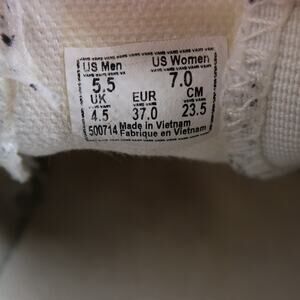 US Men US Women
5.5 7.0
UK EUR CM
4.5 37.0 23.5
500714 Made in Vietnam
Fabrique en Vietnam